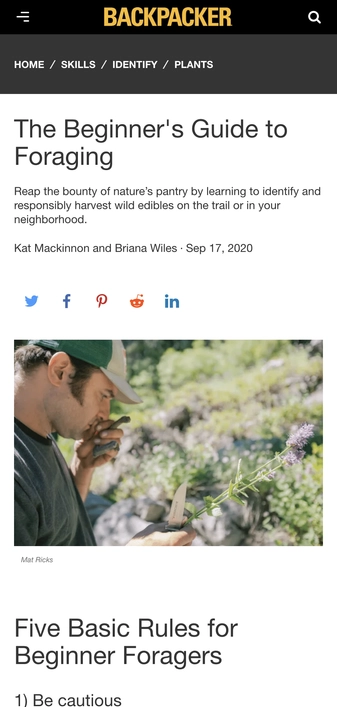 BACKPACKER
HOME / SKILLS / IDENTIFY / PLANTS
The Beginner's Guide to
Foraging
Reap the bounty of nature’s pantry by learning to identify and
responsibly harvest wild edibles on the trail or in your
neighborhood.
Kat Mackinnon and Briana Wiles · Sep 17, 2020
Mat Ricks
Five Basic Rules for
Beginner Foragers
1) Be cautious